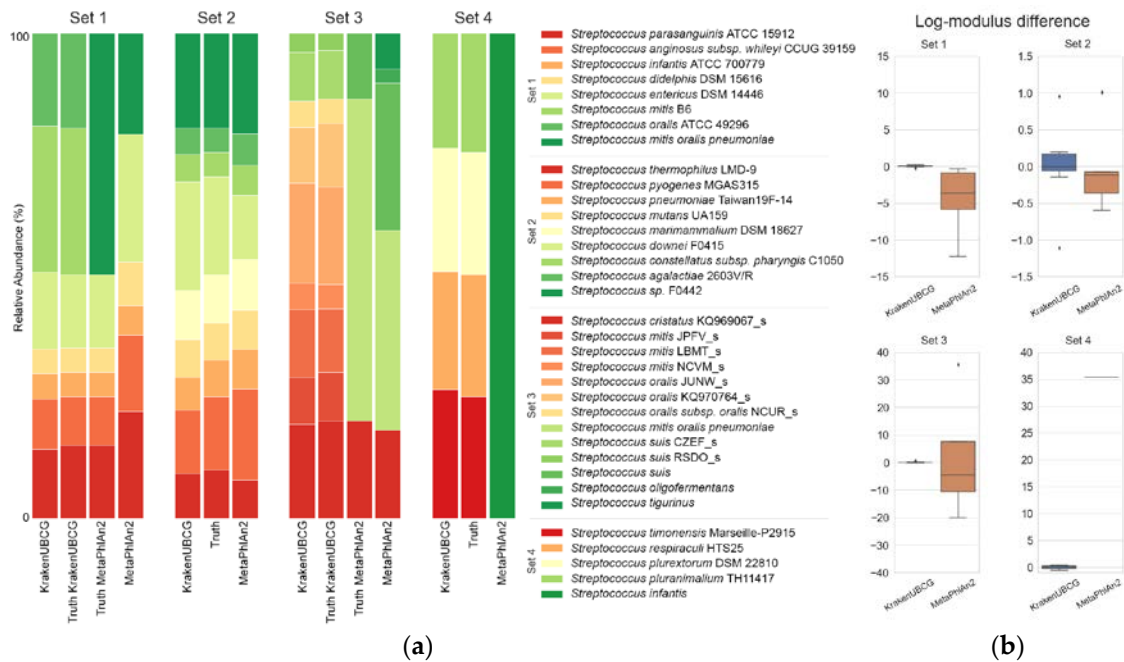 Set 1
Set 2
Set 3
Set 4
100
0
Relative Abundance (%)
KrakenUBCG
Truth KrakenUBCG
Truth MetaPhlAn2
MetaPhlAn2
KrakenUBCG
Truth
MetaPhlAn2
KrakenUBCG
Truth KrakenUBCG
Truth MetaPhlAn2
MetaPhlAn2
KrakenUBCG
Truth
MetaPhlAn2
Set 1
Streptococcus parasanguinis ATCC 15912
Streptococcus anginosus subsp. whileyi CCUG 39159
Streptococcus infantis ATCC 700779
Streptococcus didelphis DSM 15616
Streptococcus entericus DSM 14446
Streptococcus mitis B6
Streptococcus oralis ATCC 49296
Streptococcus mitis oralis pneumoniae
Set 2
Streptococcus thermophilus LMD-9
Streptococcus pyogenes MGAS315
Streptococcus pneumoniae Taiwan19F-14
Streptococcus mutans UA159
Streptococcus marimammalium DSM 18627
Streptococcus downei F0415
Streptococcus constellatus subsp. pharyngis C1050
Streptococcus agalactiae 2603V/R
Streptococcus sp. F0442
Set 3
Streptococcus cristatus KQ969067_s
Streptococcus mitis JPFV_s
Streptococcus mitis LBMT_s
Streptococcus mitis NCVM_s
Streptococcus oralis JUNW_s
Streptococcus oralis KQ970764_s
Streptococcus oralis subsp. oralis NCUR_s
Streptococcus mitis oralis pneumoniae
Streptococcus suis CZEF_s
Streptococcus suis RSDO_s
Streptococcus suis
Streptococcus oligofermentans
Streptococcus tigurinus
Set 4
Streptococcus timonensis Marseille-P2915
Streptococcus respiraculi HTS25
Streptococcus plurextorum DSM 22810
Streptococcus pluranimalium TH11417
Streptococcus infantis
(a)
Log-modulus difference
Set 1
15
10
5
0
−5
−10
−15
KrakenUBCG
MetaPhlAn2
Set 2
1.5
1.0
0.5
0.0
−0.5
−1.0
−1.5
KrakenUBCG
MetaPhlAn2
Set 3
40
30
20
10
0
−10
−20
−30
−40
KrakenUBCG
MetaPhlAn2
Set 4
35
30
25
20
15
10
5
0
KrakenUBCG
MetaPhlAn2
(b)